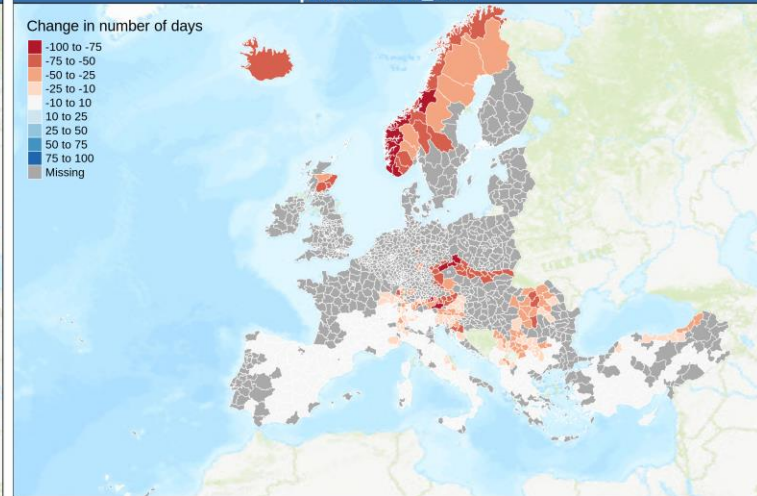 Change in number of days
-100 to -75
-75 to -50
-50 to -25
-25 to -10
-10 to 10
10 to 25
25 to 50
50 to 75
75 to 100
Missing